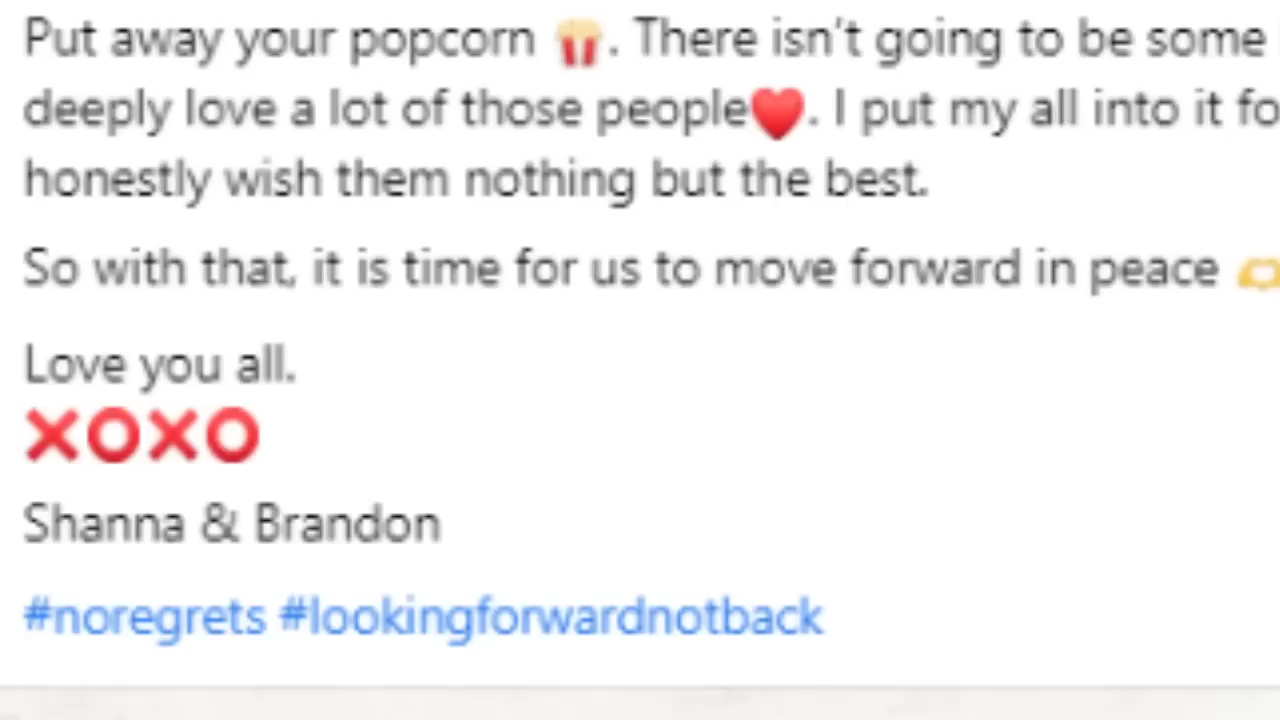 Put away your popcorn 🍿. There isn't going to be some
deeply love a lot of those people❤️. I put my all into it fo
honestly wish them nothing but the best.
So with that, it is time for us to move forward in peace 🫶
Love you all.
❌⭕❌⭕
Shanna & Brandon
#noregrets #lookingforwardnotback